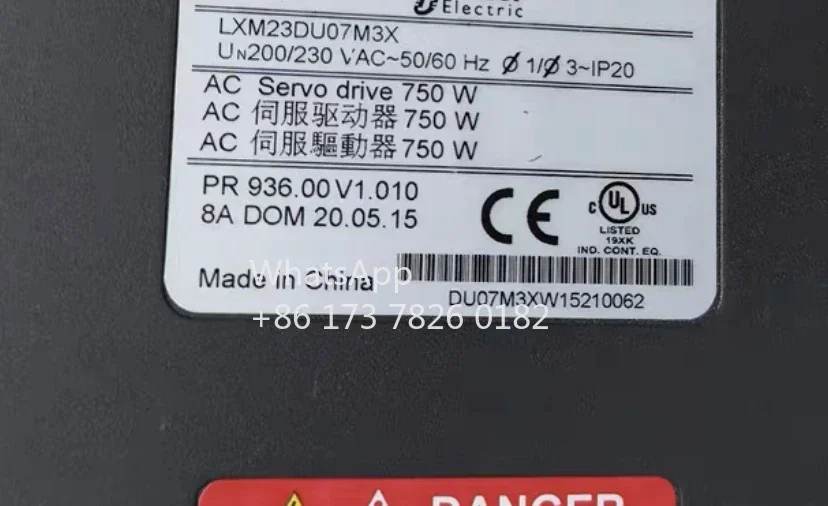 Electric
LXM23DU07M3X
UN200/230 VAC~50/60 Hz Ø 1/Ø 3~IP20
AC Servo drive 750 W
AC 伺服驱动器 750 W
AC 伺服驅動器 750 W
PR 936.00 V1.010
8A DOM 20.05.15
CE
c UL us
LISTED
19XK
IND. CONT. EQ.
Made in China
DU07M3XW15210062
WhatsApp
+86 173 7826 0182
DANGER